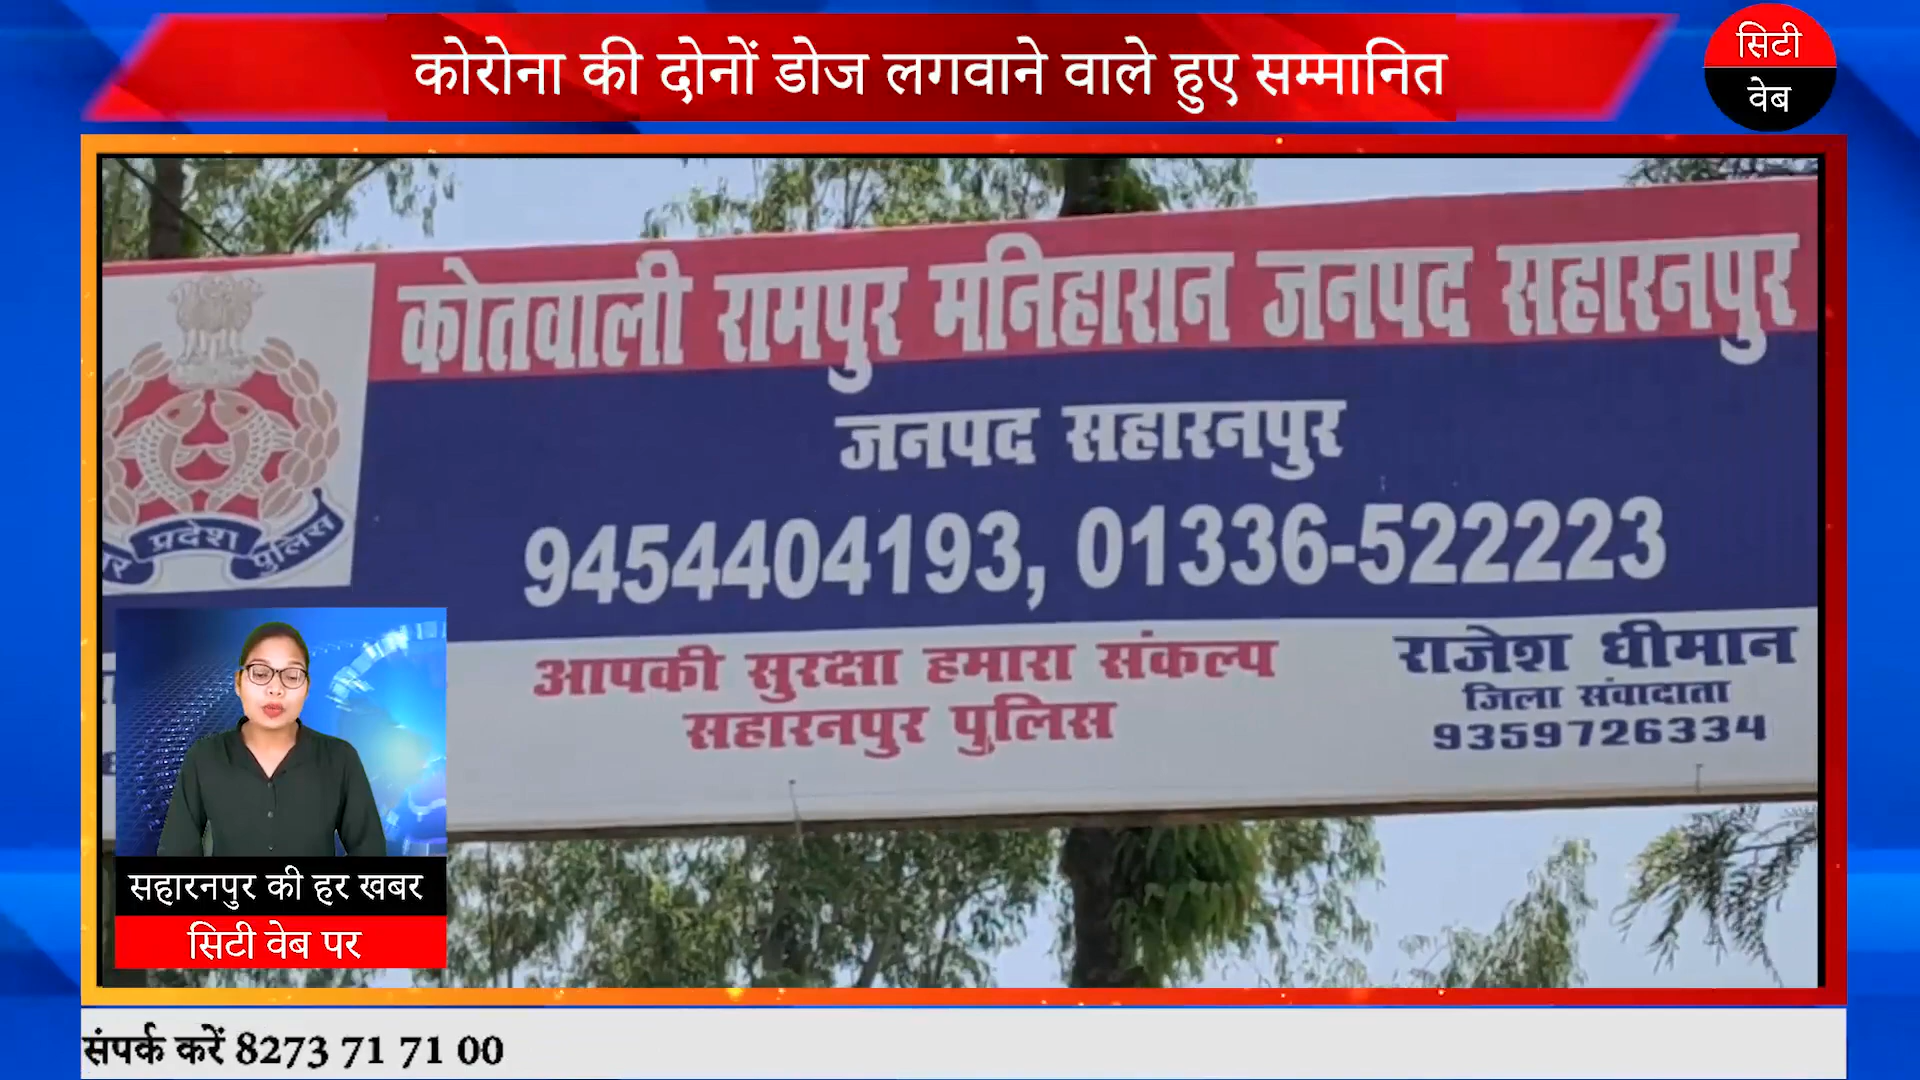 कोरोना की दोनों डोज लगवाने वाले हुए सम्मानित
सिटी
वेब
कोतवाली रामपुर मनिहारान जनपद सहारनपुर
जनपद सहारनपुर
9454404193, 01336-522223
प्रदेश पुलिस
आपकी सुरक्षा हमारा संकल्प
सहारनपुर पुलिस
राजेश धीमान
जिला संवादाता
9359726334
सहारनपुर की हर खबर
सिटी वेब पर
संपर्क करें 8273 71 71 00